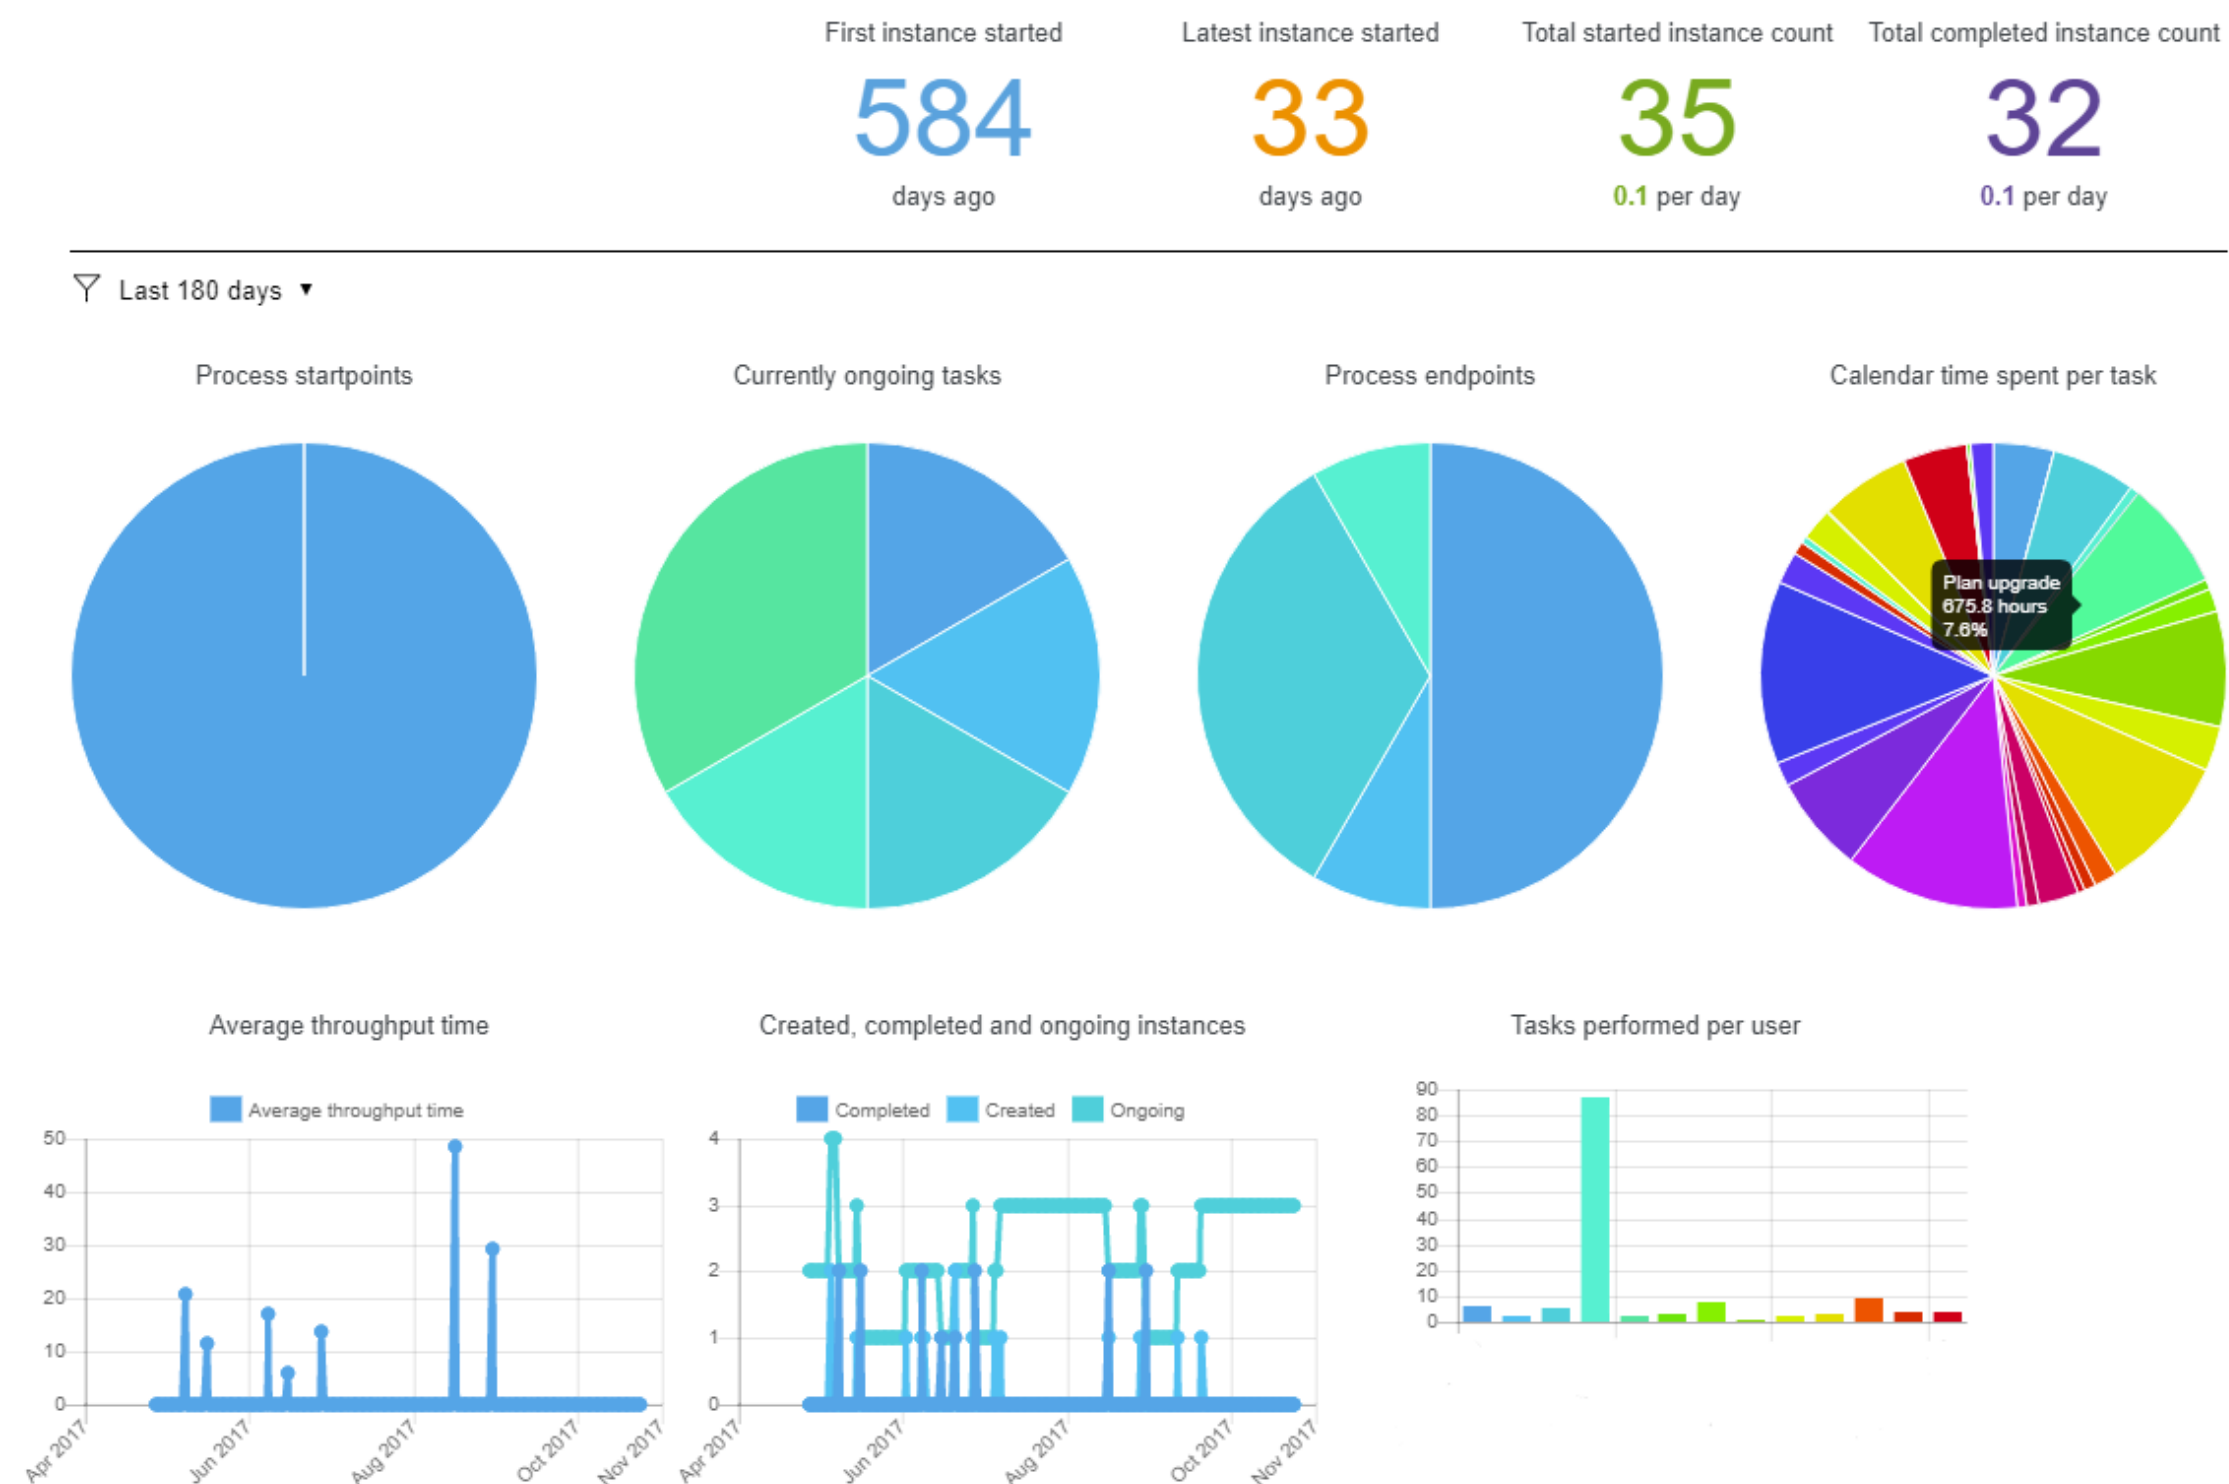 First instance started
584
days ago
Latest instance started
33
days ago
Total started instance count
35
0.1 per day
Total completed instance count
32
0.1 per day
Last 180 days ▼
Process startpoints
Currently ongoing tasks
Process endpoints
Calendar time spent per task
Plan upgrade
675.8 hours
7.6%
Average throughput time
Average throughput time
50
40
30
20
10
0
Apr 2017
Jun 2017
Aug 2017
Oct 2017
Nov 2017
Created, completed and ongoing instances
Completed
Created
Ongoing
4
3
2
1
0
Apr 2017
Jun 2017
Aug 2017
Oct 2017
Nov 2017
Tasks performed per user
90
80
70
60
50
40
30
20
10
0